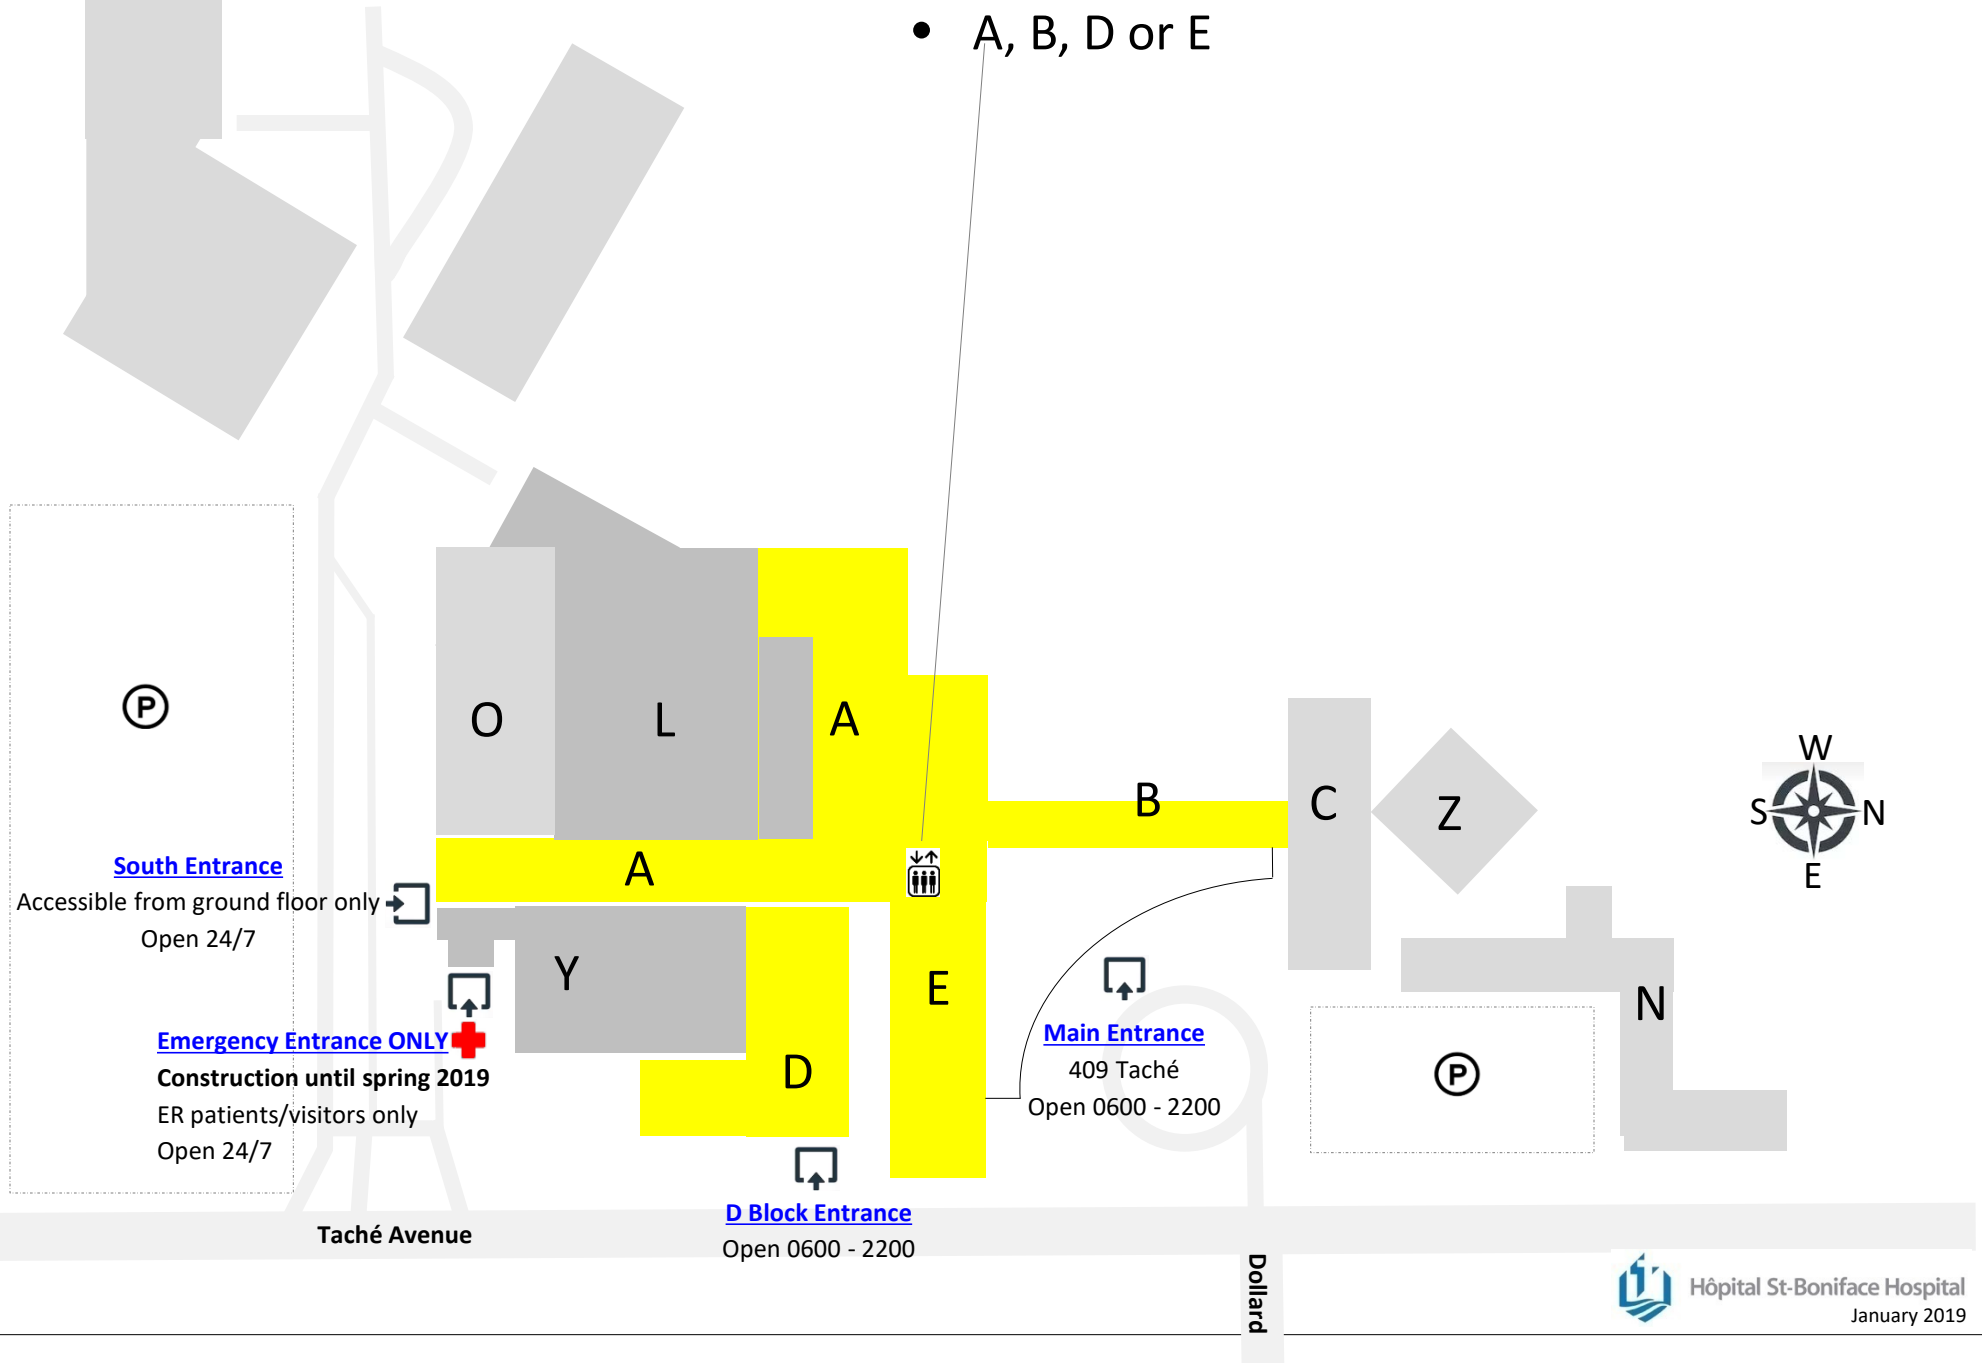 • A, B, D or E
P
O
L
A
B
C
Z
W
S
N
E
A
South Entrance
Accessible from ground floor only
Open 24/7
Y
E
N
Emergency Entrance ONLY
Construction until spring 2019
ER patients/visitors only
Open 24/7
D
Main Entrance
409 Taché
Open 0600 - 2200
P
D Block Entrance
Open 0600 - 2200
Taché Avenue
Dollard
Hôpital St-Boniface Hospital
January 2019